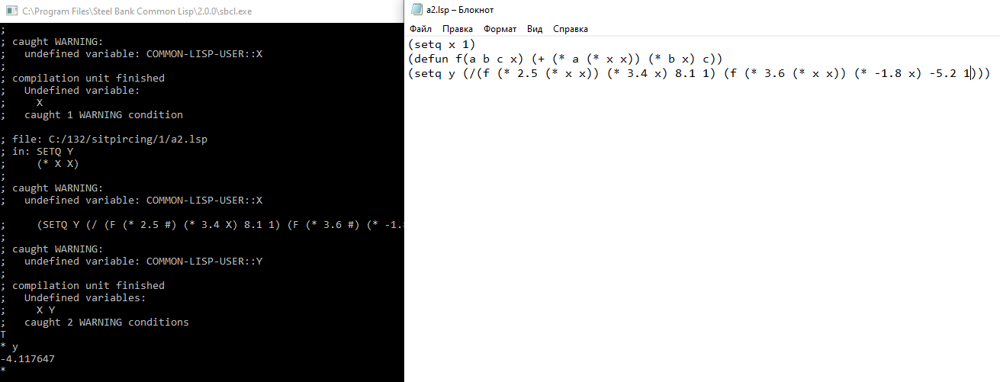 C:\Program Files\Steel Bank Common Lisp\2.0.0\sbcl.exe
;
; caught WARNING:
;   undefined variable: COMMON-LISP-USER::X
;
; compilation unit finished
;   Undefined variable:
;     X
;   caught 1 WARNING condition
; file: C:/132/sitpircing/1/a2.lsp
; in: SETQ Y
;     (* X X)
;
; caught WARNING:
;   undefined variable: COMMON-LISP-USER::X
;     (SETQ Y (/ (F (* 2.5 #) (* 3.4 X) 8.1 1) (F (* 3.6 #) (* -1.
;
; caught WARNING:
;   undefined variable: COMMON-LISP-USER::Y
;
; compilation unit finished
;   Undefined variables:
;     X Y
;   caught 2 WARNING conditions
T
* y
-4.117647
*
a2.lsp – Блокнот
Файл Правка Формат Вид Справка
(setq x 1)
(defun f(a b c x) (+ (* a (* x x)) (* b x) c))
(setq y (/(f (* 2.5 (* x x)) (* 3.4 x) 8.1 1) (f (* 3.6 (* x x)) (* -1.8 x) -5.2 1)))